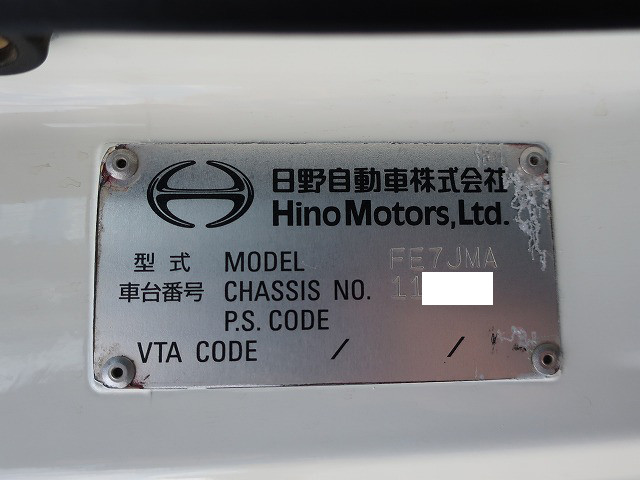 日野自動車株式会社
Hino Motors, Ltd.
型式 MODEL FE7JMA
車台番号 CHASSIS NO. 11
P.S. CODE
VTA CODE / /